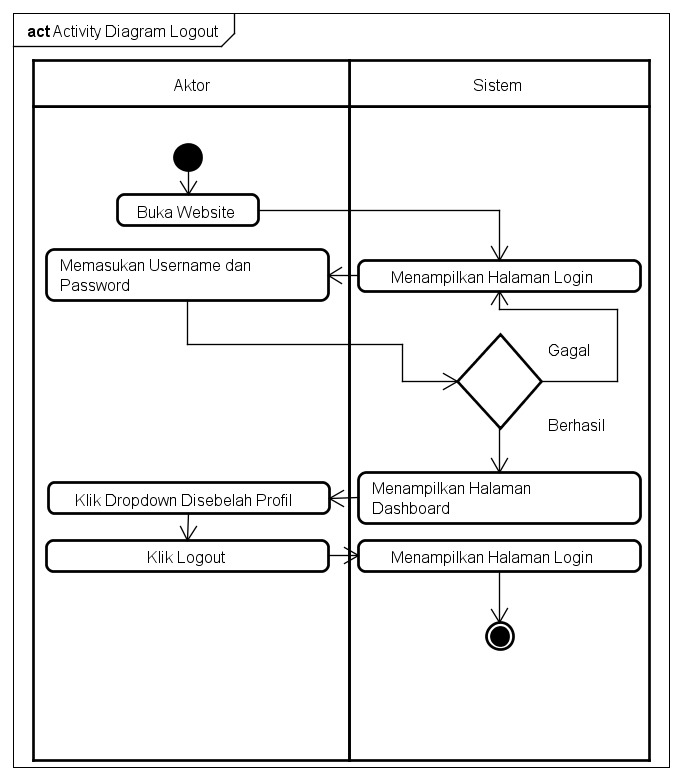 act Activity Diagram Logout
Aktor
Sistem
Buka Website
Memasukan Username dan
Password
Menampilkan Halaman Login
Gagal
Berhasil
Menampilkan Halaman
Dashboard
Klik Dropdown Disebelah Profil
Klik Logout
Menampilkan Halaman Login